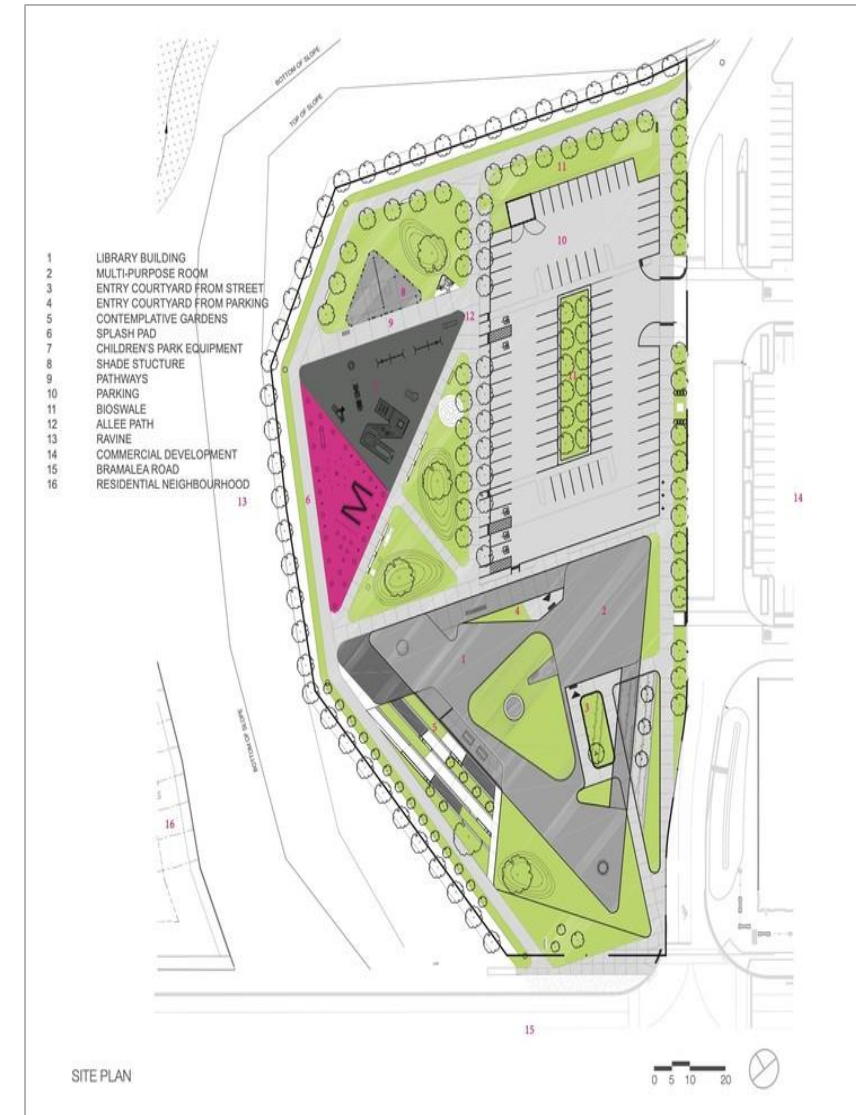 BOTTOM OF SLOPE
TOP OF SLOPE
1 LIBRARY BUILDING
2 MULTI-PURPOSE ROOM
3 ENTRY COURTYARD FROM STREET
4 ENTRY COURTYARD FROM PARKING
5 CONTEMPLATIVE GARDENS
6 SPLASH PAD
7 CHILDREN'S PARK EQUIPMENT
8 SHADE STUCTURE
9 PATHWAYS
10 PARKING
11 BIOSWALE
12 ALLEE PATH
13 RAVINE
14 COMMERCIAL DEVELOPMENT
15 BRAMALEA ROAD
16 RESIDENTIAL NEIGHBOURHOOD
11
10
8
12
9
7
11
M
13
6
14
4
2
1
3
5
BOTTOM OF SLOPE
16
15
SITE PLAN
0 5 10 20